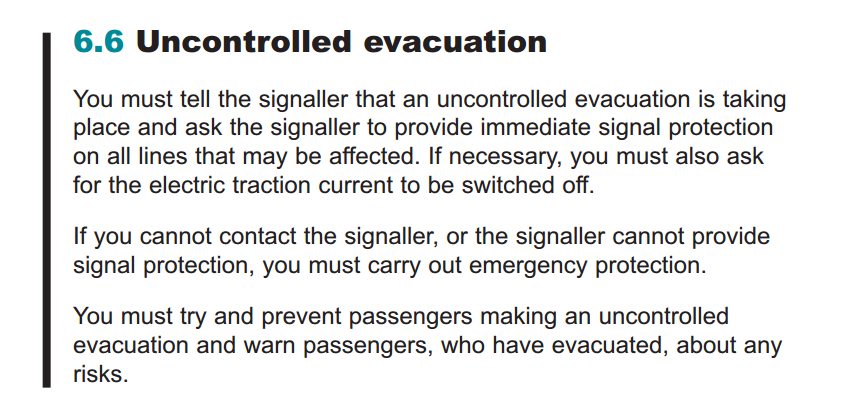 6.6 Uncontrolled evacuation
You must tell the signaller that an uncontrolled evacuation is taking
place and ask the signaller to provide immediate signal protection
on all lines that may be affected. If necessary, you must also ask
for the electric traction current to be switched off.
If you cannot contact the signaller, or the signaller cannot provide
signal protection, you must carry out emergency protection.
You must try and prevent passengers making an uncontrolled
evacuation and warn passengers, who have evacuated, about any
risks.